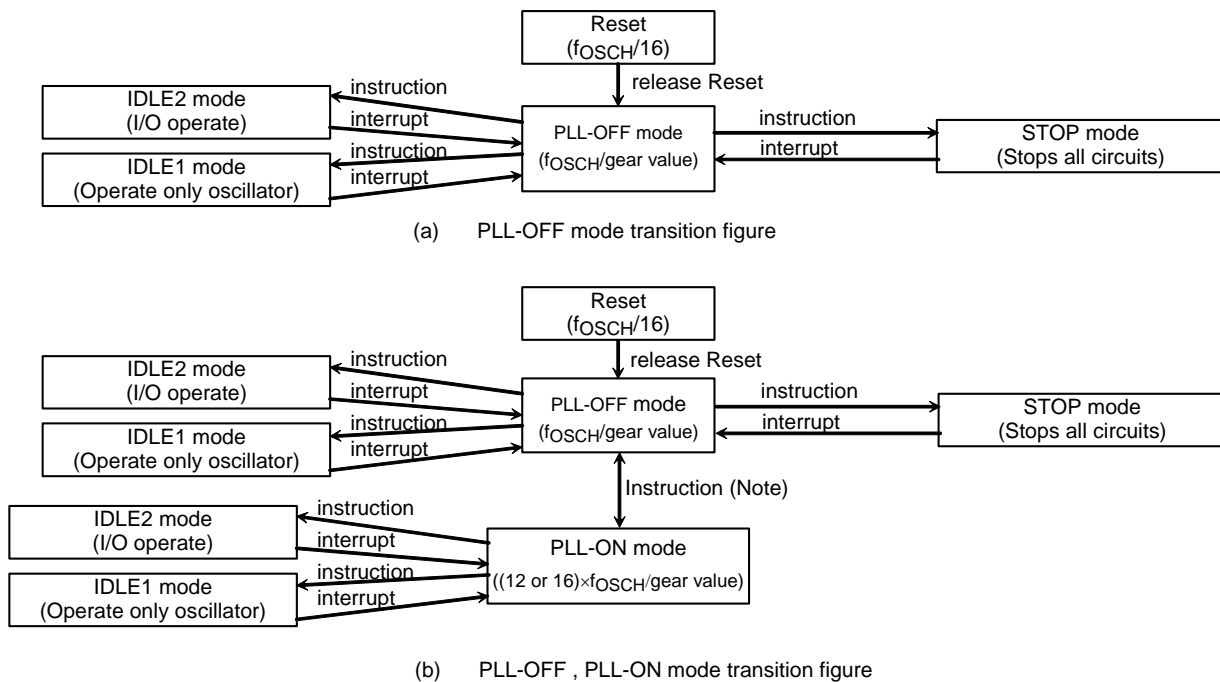 Reset
(fOSCH/16)
release Reset
instruction
IDLE2 mode
(I/O operate)
interrupt
instruction
IDLE1 mode
(Operate only oscillator)
interrupt
PLL-OFF mode
(fOSCH/gear value)
instruction
interrupt
STOP mode
(Stops all circuits)
(a) PLL-OFF mode transition figure
Reset
(fOSCH/16)
release Reset
instruction
IDLE2 mode
(I/O operate)
interrupt
instruction
IDLE1 mode
(Operate only oscillator)
interrupt
PLL-OFF mode
(fOSCH/gear value)
instruction
interrupt
STOP mode
(Stops all circuits)
Instruction (Note)
instruction
IDLE2 mode
(I/O operate)
interrupt
instruction
IDLE1 mode
(Operate only oscillator)
interrupt
PLL-ON mode
((12 or 16)×fOSCH/gear value)
(b) PLL-OFF , PLL-ON mode transition figure